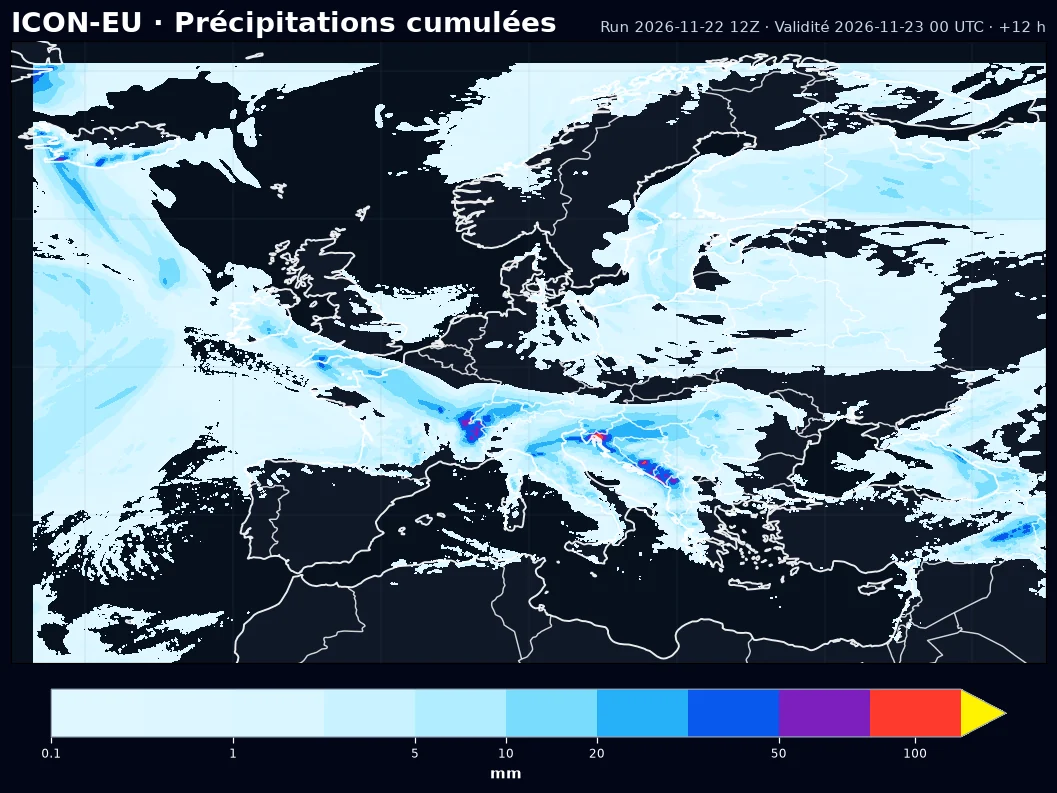 ICON-EU · Précipitations cumulées
Run 2026-11-22 12Z · Validité 2026-11-23 00 UTC · +12 h
0.1 1 5 10 20 50 100
mm